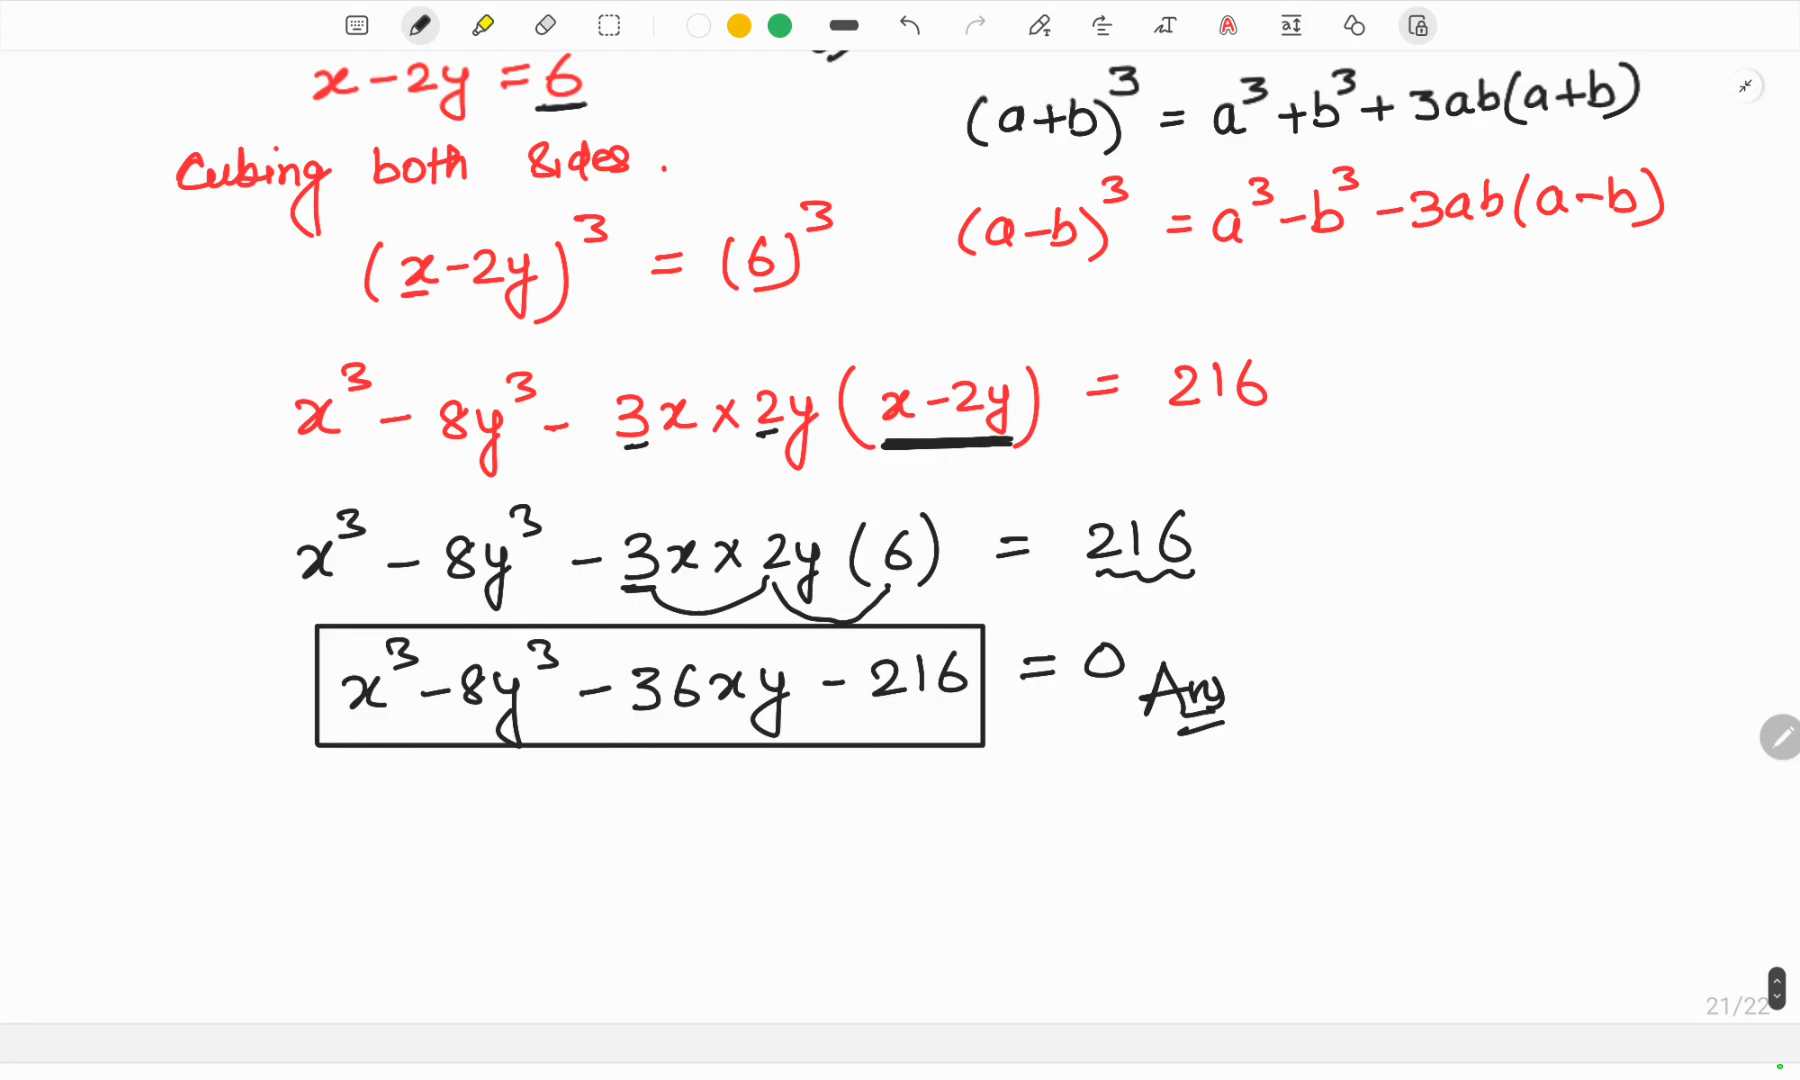 x - 2y = 6
(a+b)³ = a³ + b³ + 3ab(a+b)
Cubing both sides.
(a-b)³ = a³ - b³ - 3ab(a-b)
(x-2y)³ = (6)³
x³ - 8y³ - 3x × 2y (x-2y) = 216
x³ - 8y³ - 3x × 2y (6) = 216
x³ - 8y³ - 36xy - 216 = 0 Ans
21/22